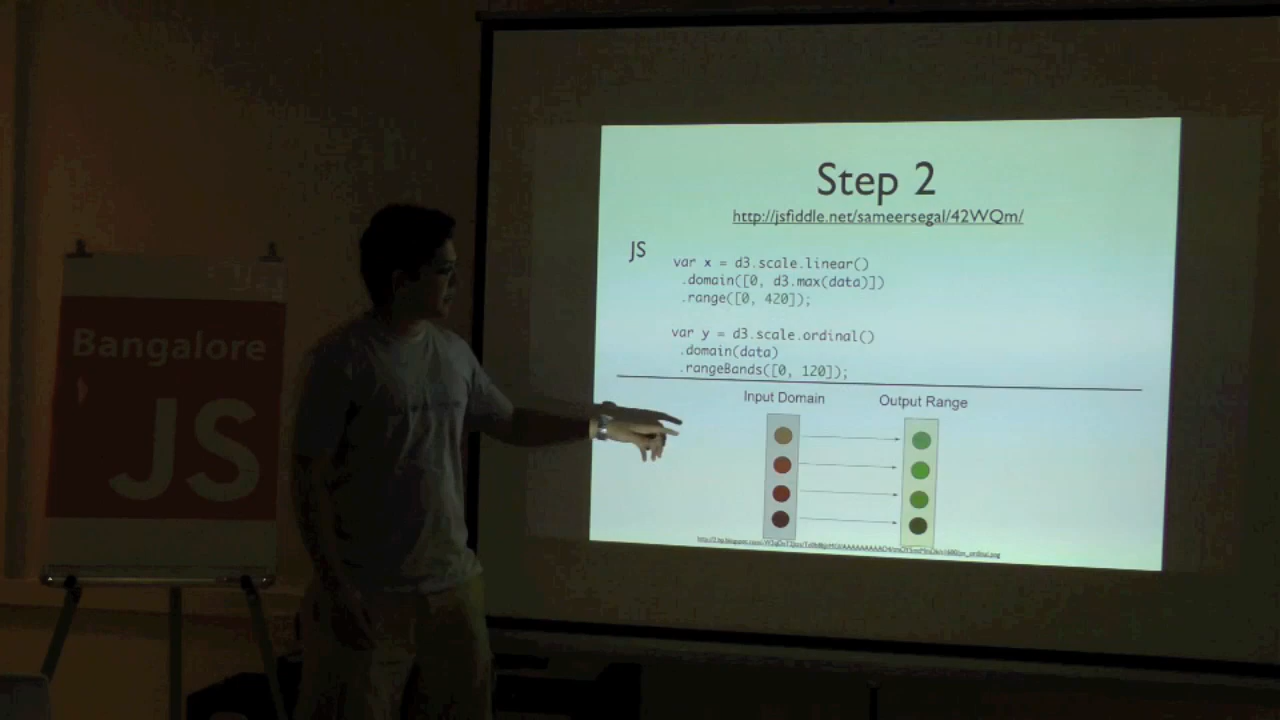 Bangalore
JS
Step 2
http://jsfiddle.net/sameersegal/42WQm/
JS
var x = d3.scale.linear()
.domain([0, d3.max(data)])
.range([0, 420]);
var y = d3.scale.ordinal()
.domain(data)
.rangeBands([0, 120]);
Input Domain
Output Range